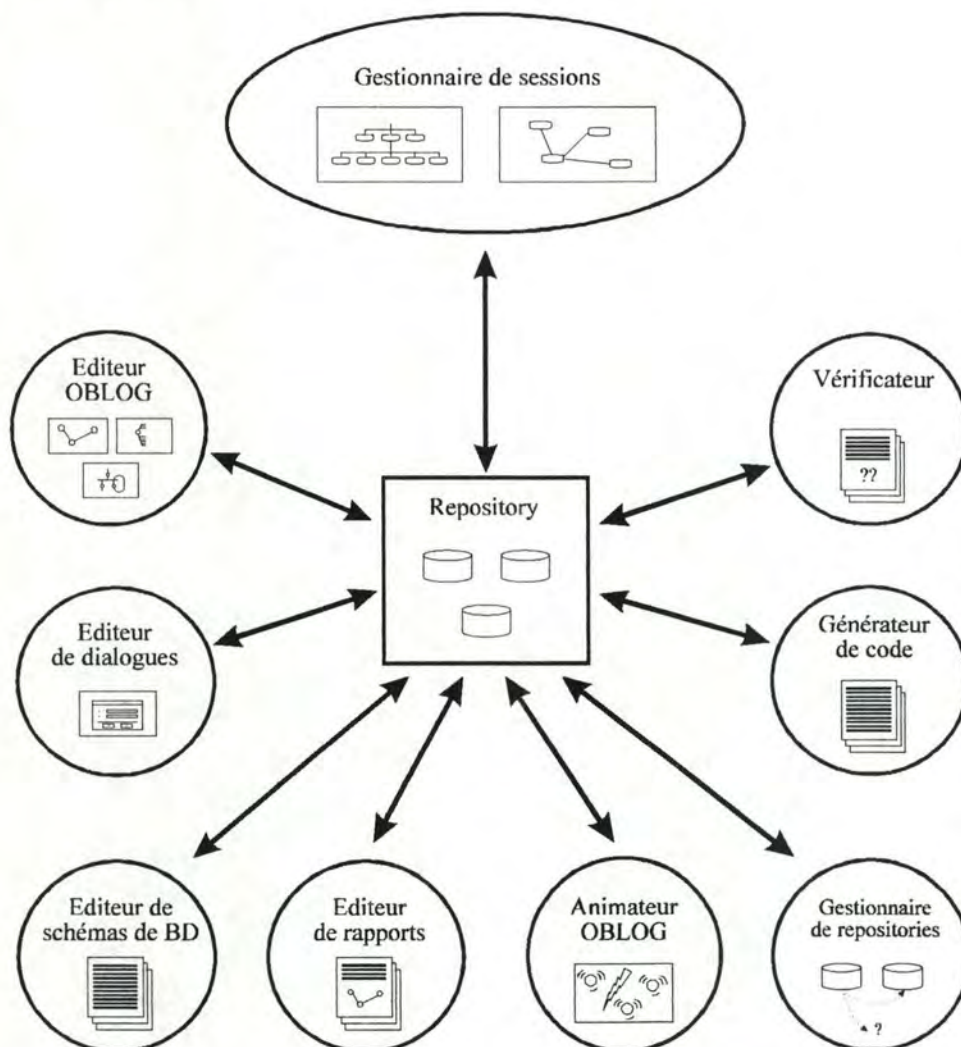 Gestionnaire de sessions
Editeur
OBLOG
Vérificateur
??
Repository
Editeur
de dialogues
Générateur
de code
Editeur de
schémas de BD
Editeur
de rapports
Animateur
OBLOG
Gestionnaire
de repositories
?